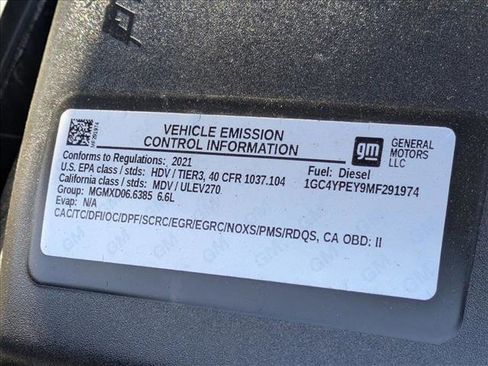 VEHICLE EMISSION
CONTROL INFORMATION
gm
GENERAL
MOTORS
LLC
Conforms to Regulations: 2021
U.S. EPA class / stds: HDV / TIER3, 40 CFR 1037.104
California class / stds: MDV / ULEV270
Group: MGMXD06.6385 6.6L
Evap: N/A
Fuel: Diesel
1GC4YPEY9MF291974
CAC/TC/DFI/OC/DPF/SCRC/EGR/EGRC/NOXS/PMS/RDQS, CA OBD: II